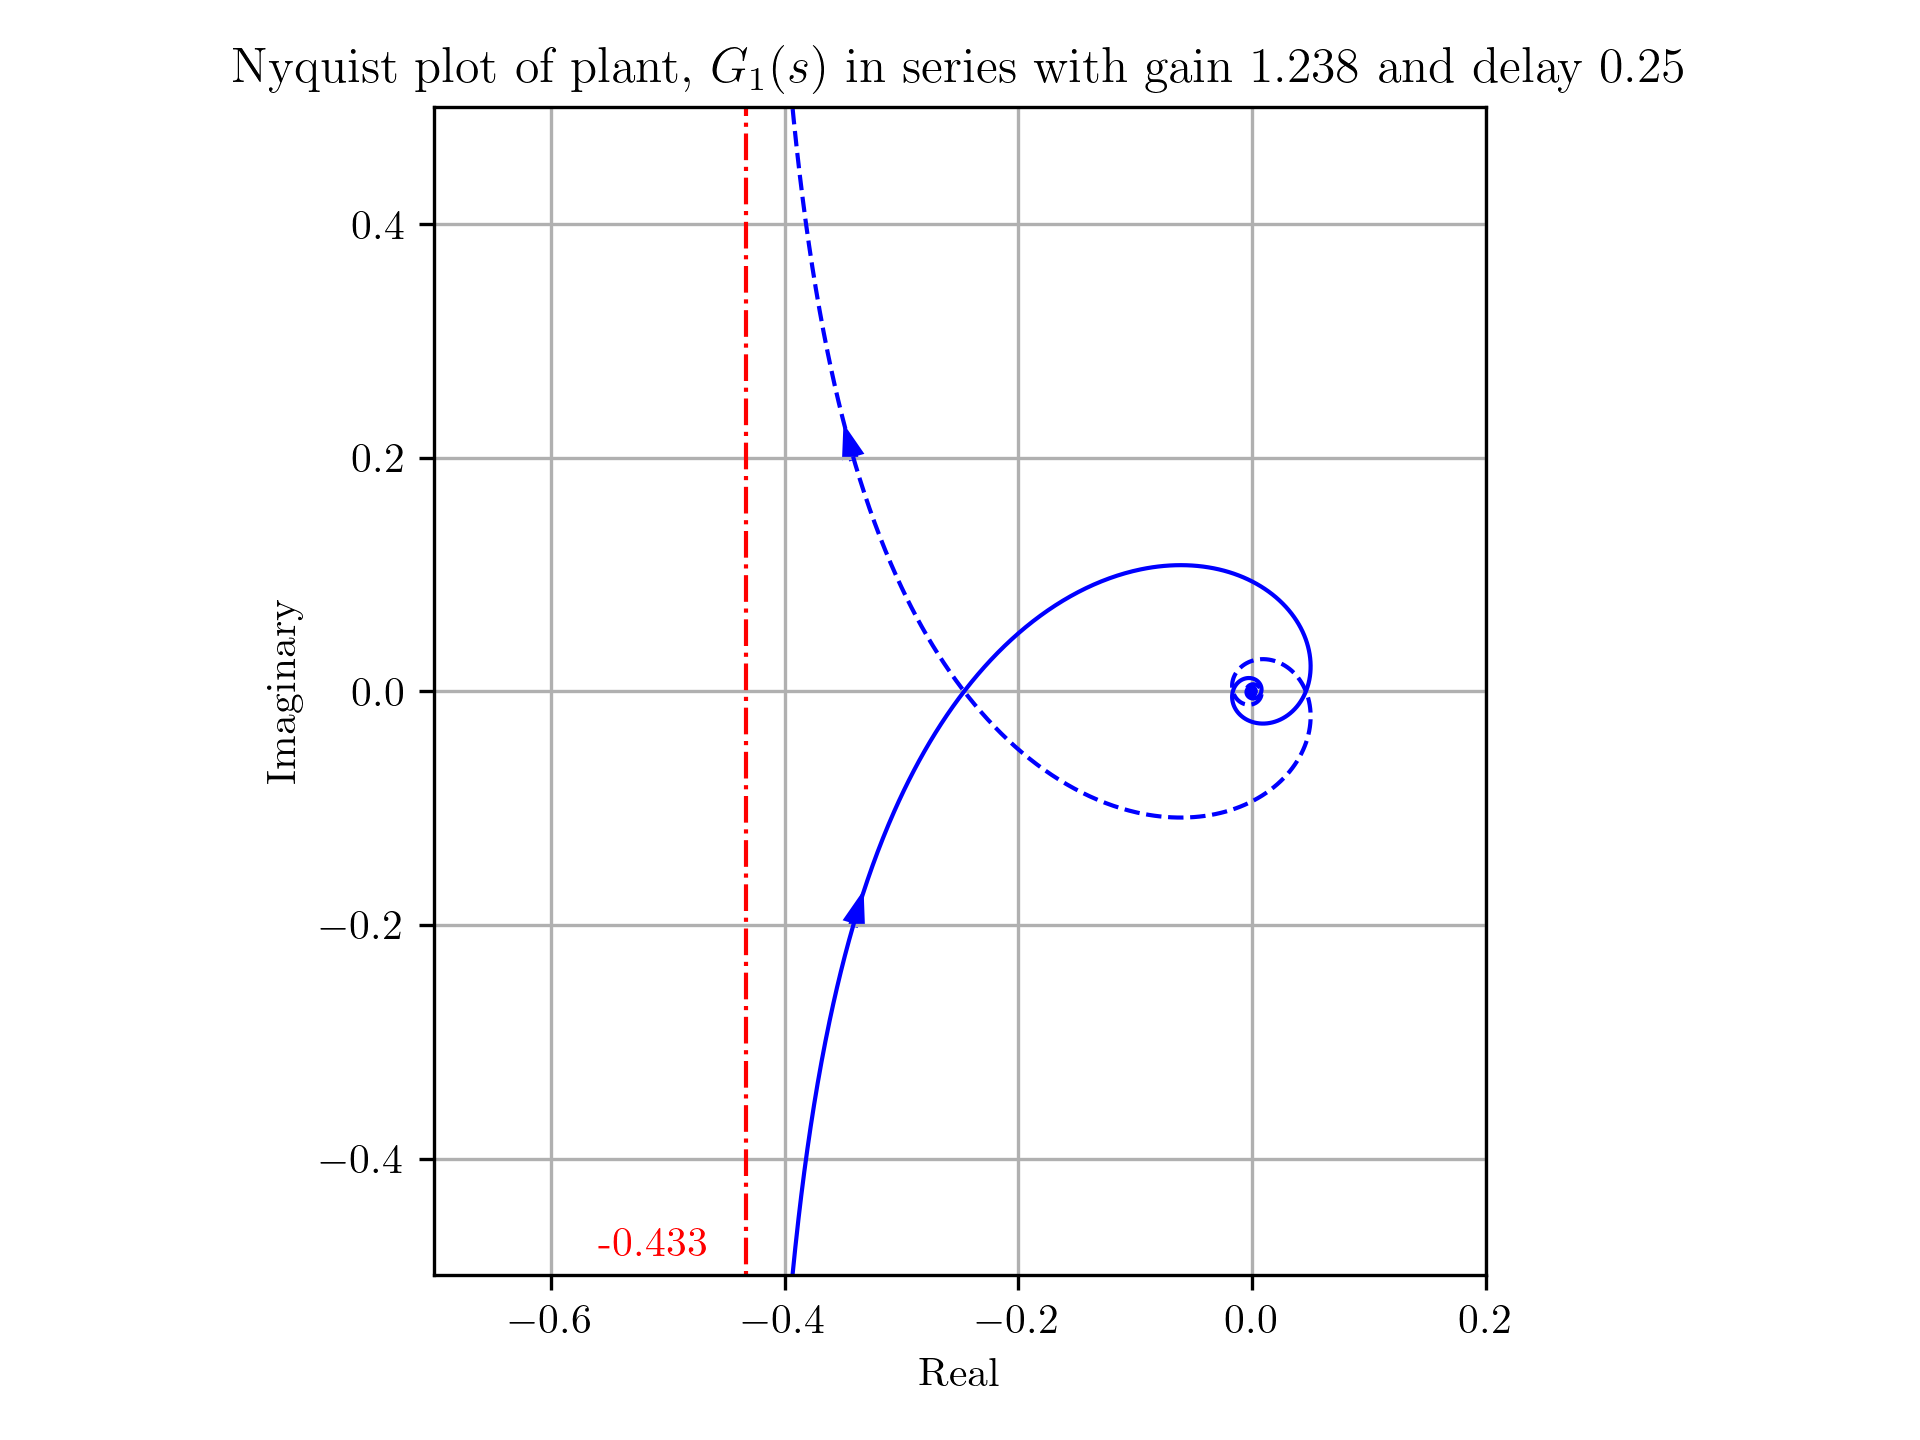 Nyquist plot of plant, G₁(s) in series with gain 1.238 and delay 0.25
0.4
0.2
0.0
−0.2
−0.4
Imaginary
-0.433
−0.6 −0.4 −0.2 0.0 0.2
Real